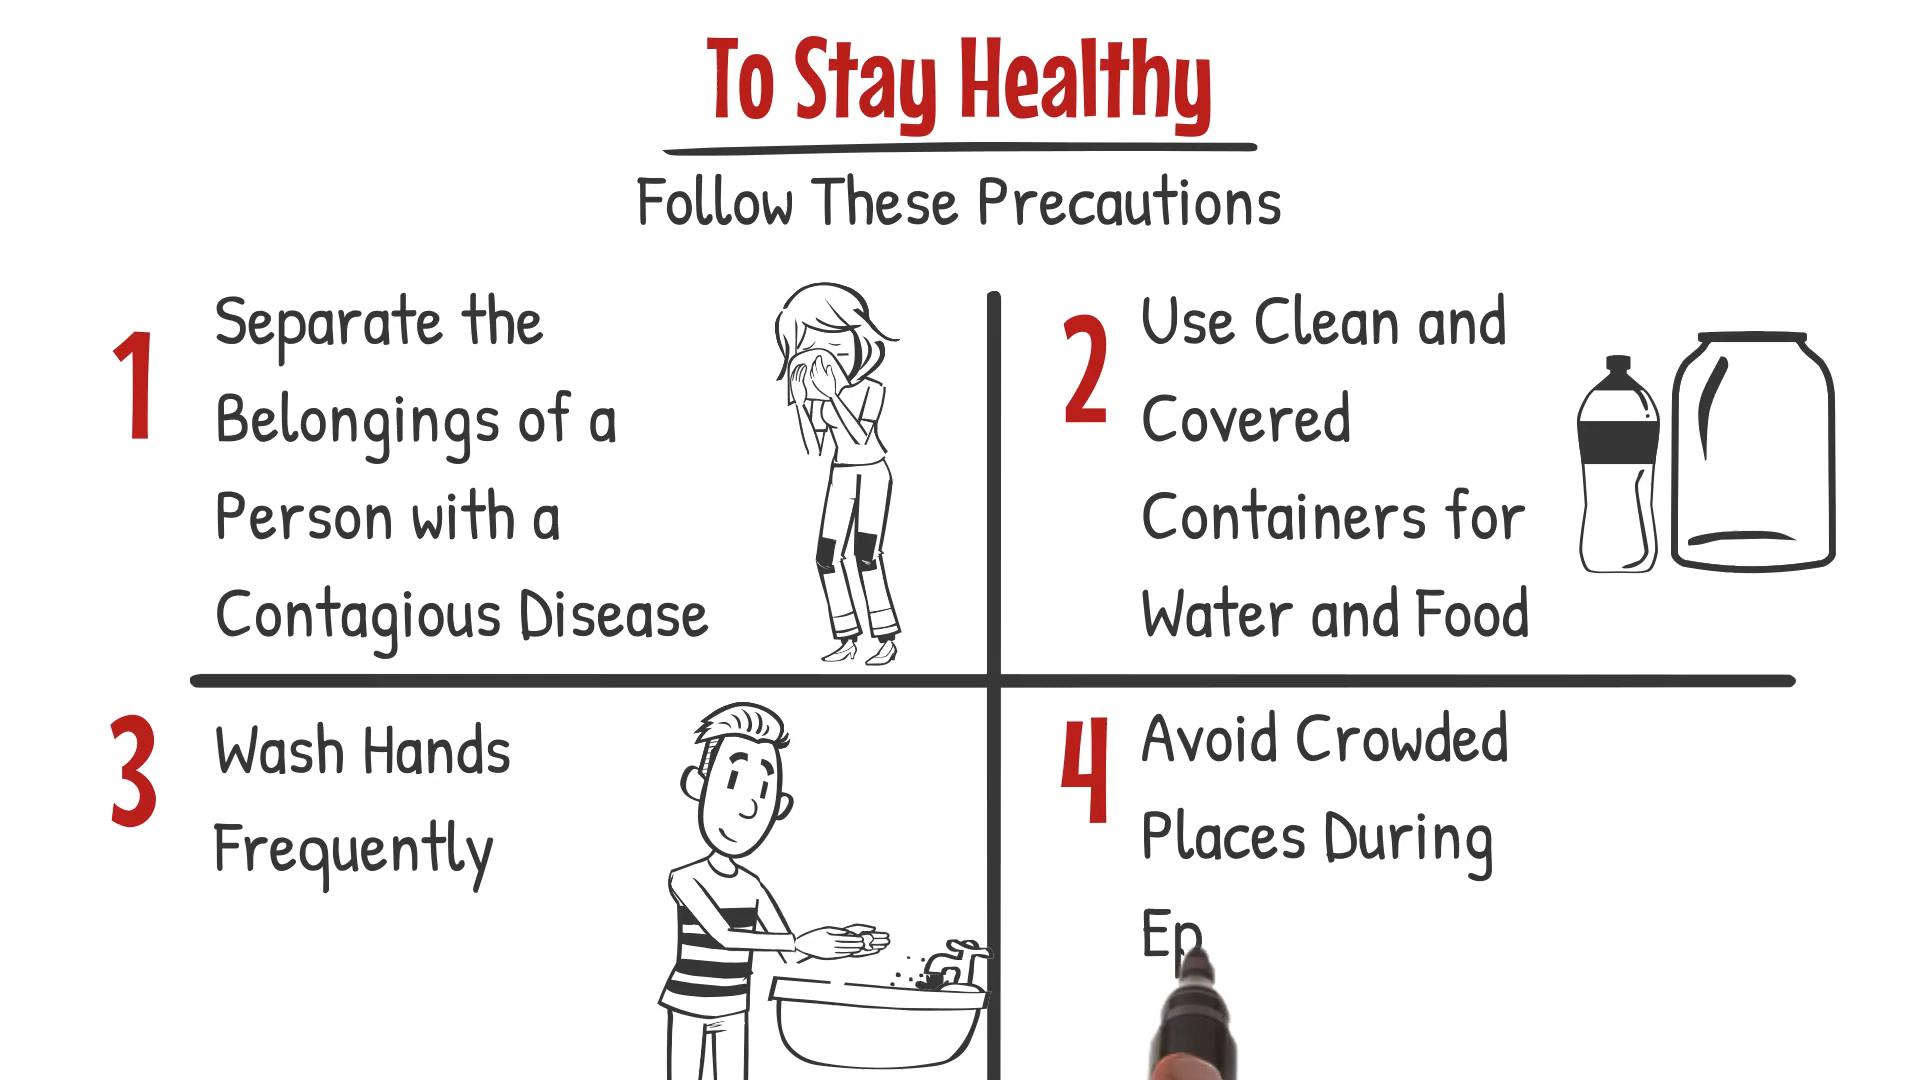 To Stay Healthy
Follow These Precautions
1
Separate the
Belongings of a
Person with a
Contagious Disease
2
Use Clean and
Covered
Containers for
Water and Food
3
Wash Hands
Frequently
4
Avoid Crowded
Places During
Ep